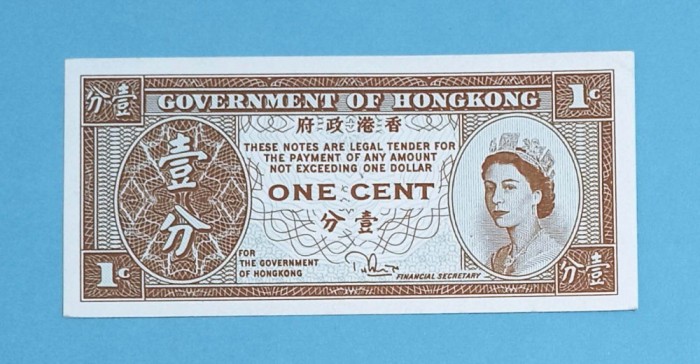 分壹
GOVERNMENT OF HONGKONG
1c
府政港香
THESE NOTES ARE LEGAL TENDER FOR
THE PAYMENT OF ANY AMOUNT
NOT EXCEEDING ONE DOLLAR
壹
分
ONE CENT
分壹
FOR
THE GOVERNMENT
OF HONGKONG
FINANCIAL SECRETARY
1c
分壹